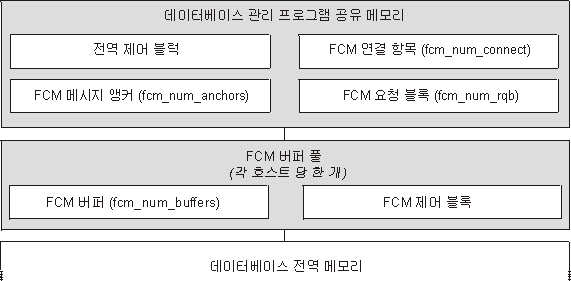 데이터베이스 관리 프로그램 공유 메모리
전역 제어 블럭
FCM 연결 항목 (fcm_num_connect)
FCM 메시지 앵커 (fcm_num_anchors)
FCM 요청 블록 (fcm_num_rqb)
FCM 버퍼 풀
(각 호스트 당 한 개)
FCM 버퍼 (fcm_num_buffers)
FCM 제어 블록
데이터베이스 전역 메모리